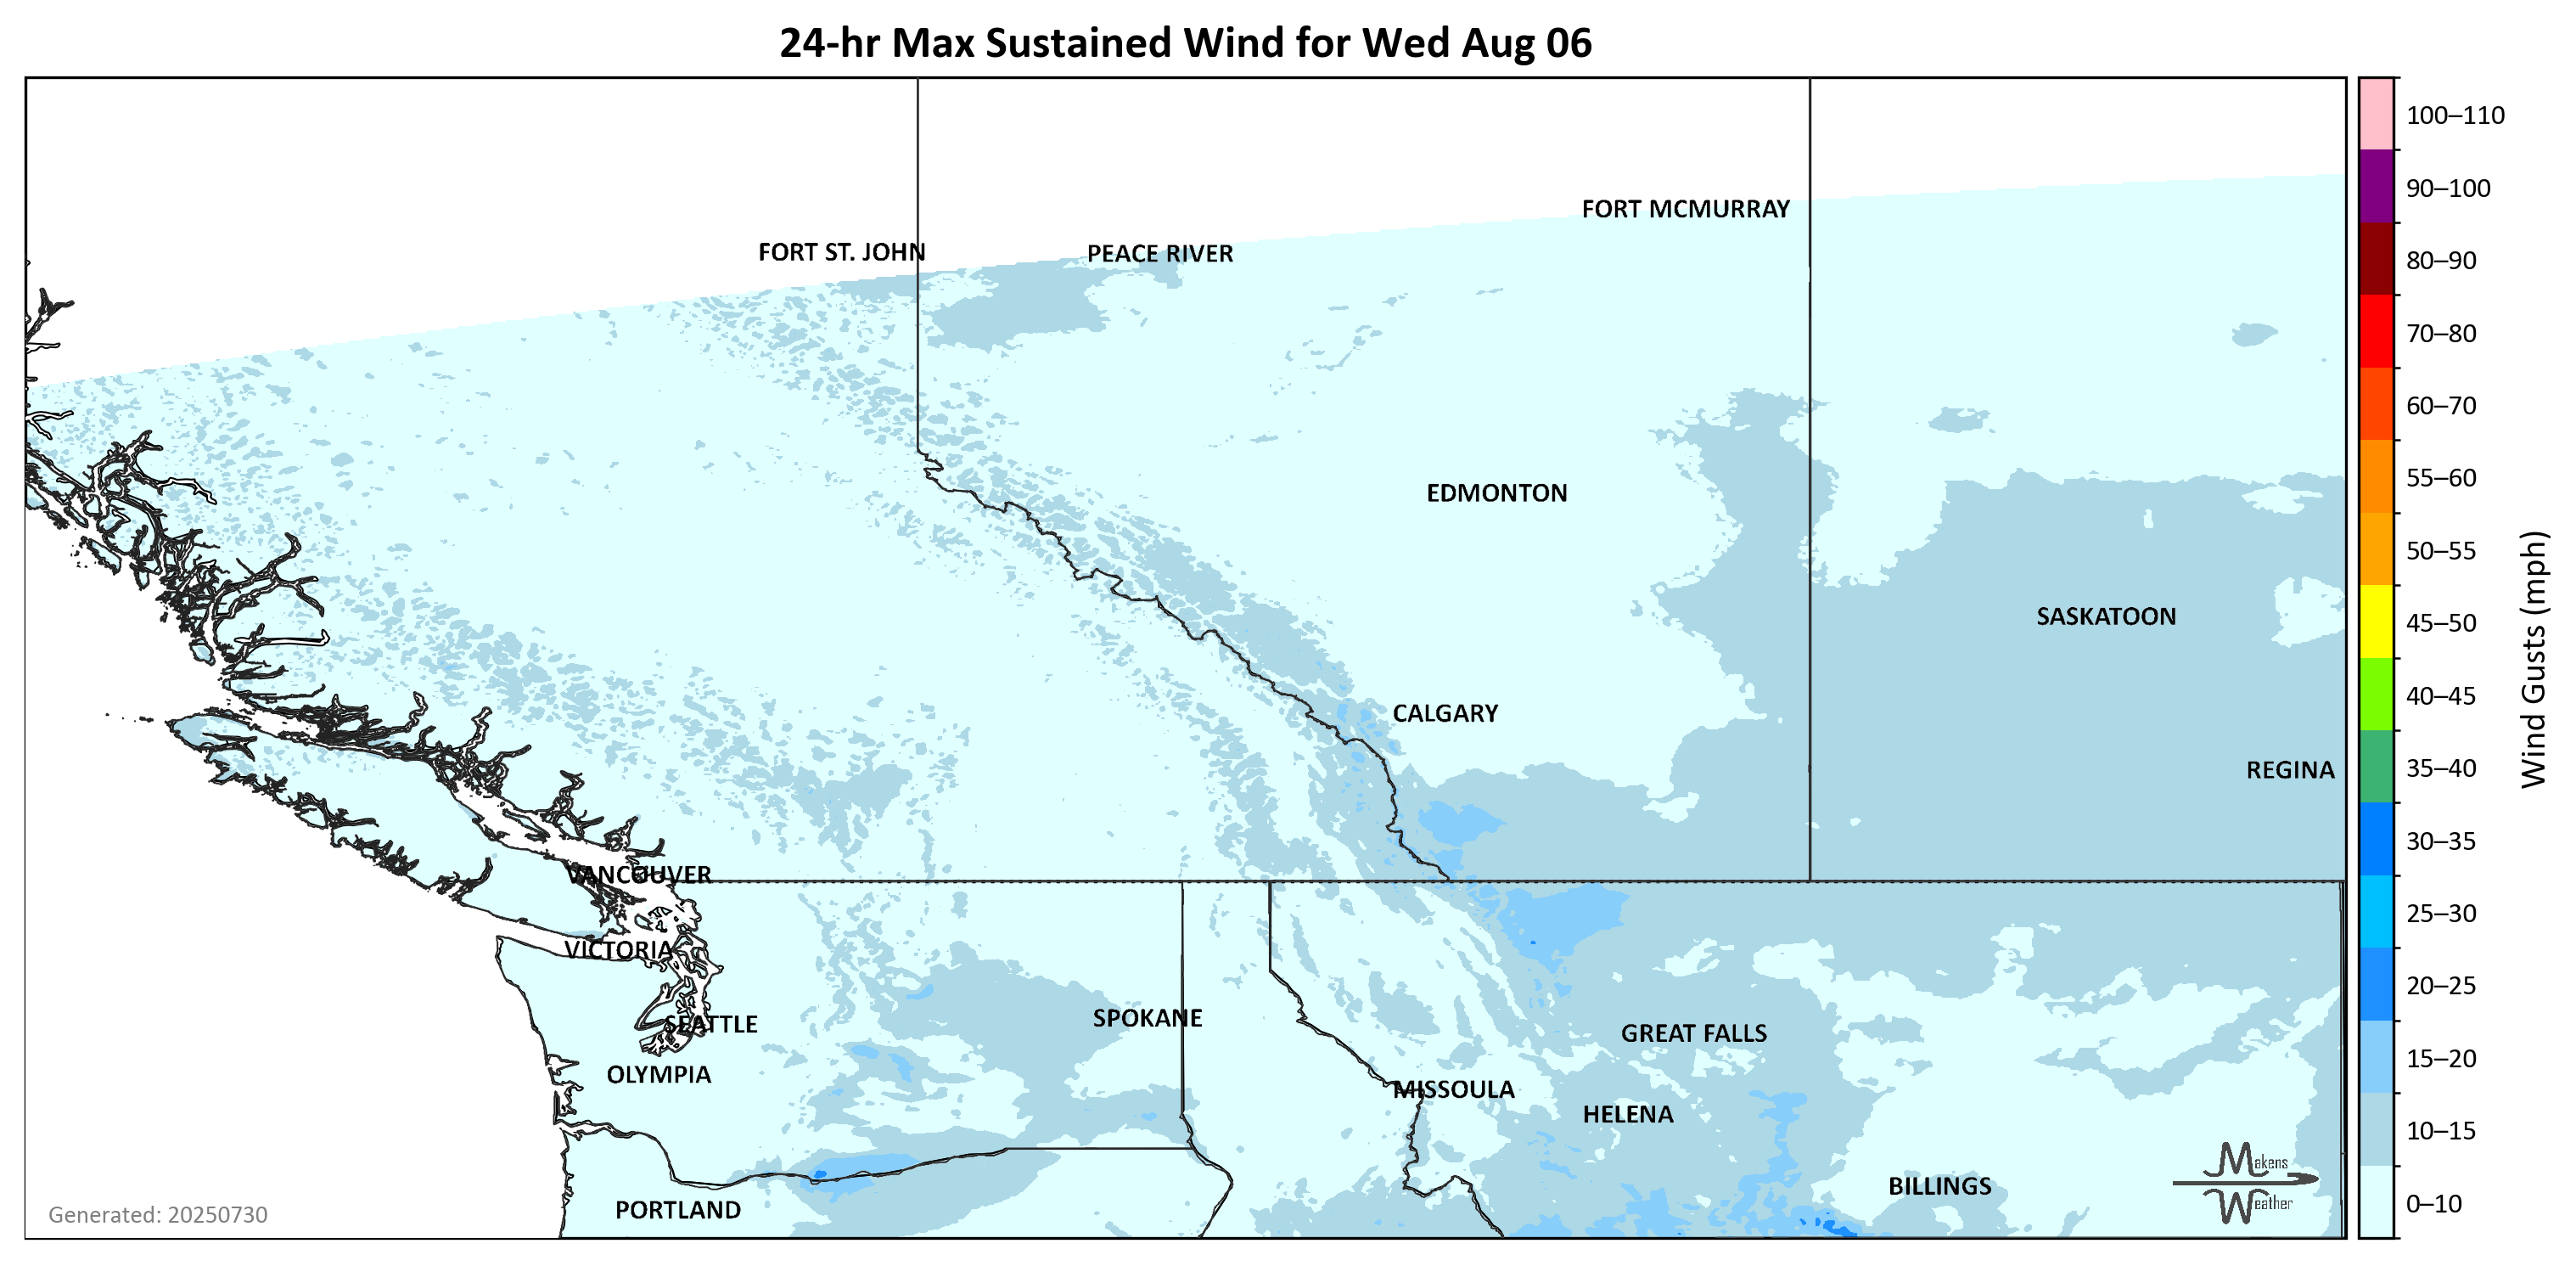 24-hr Max Sustained Wind for Wed Aug 06
100–110
FORT MCMURRAY
90–100
FORT ST. JOHN
PEACE RIVER
80–90
70–80
60–70
EDMONTON
55–60
50–55
SASKATOON
45–50
CALGARY
40–45
REGINA
35–40
Wind Gusts (mph)
30–35
VANCOUVER
25–30
VICTORIA
20–25
SEATTLE
SPOKANE
GREAT FALLS
15–20
OLYMPIA
MISSOULA
HELENA
10–15
Makens
Weather
BILLINGS
PORTLAND
0–10
Generated: 20250730